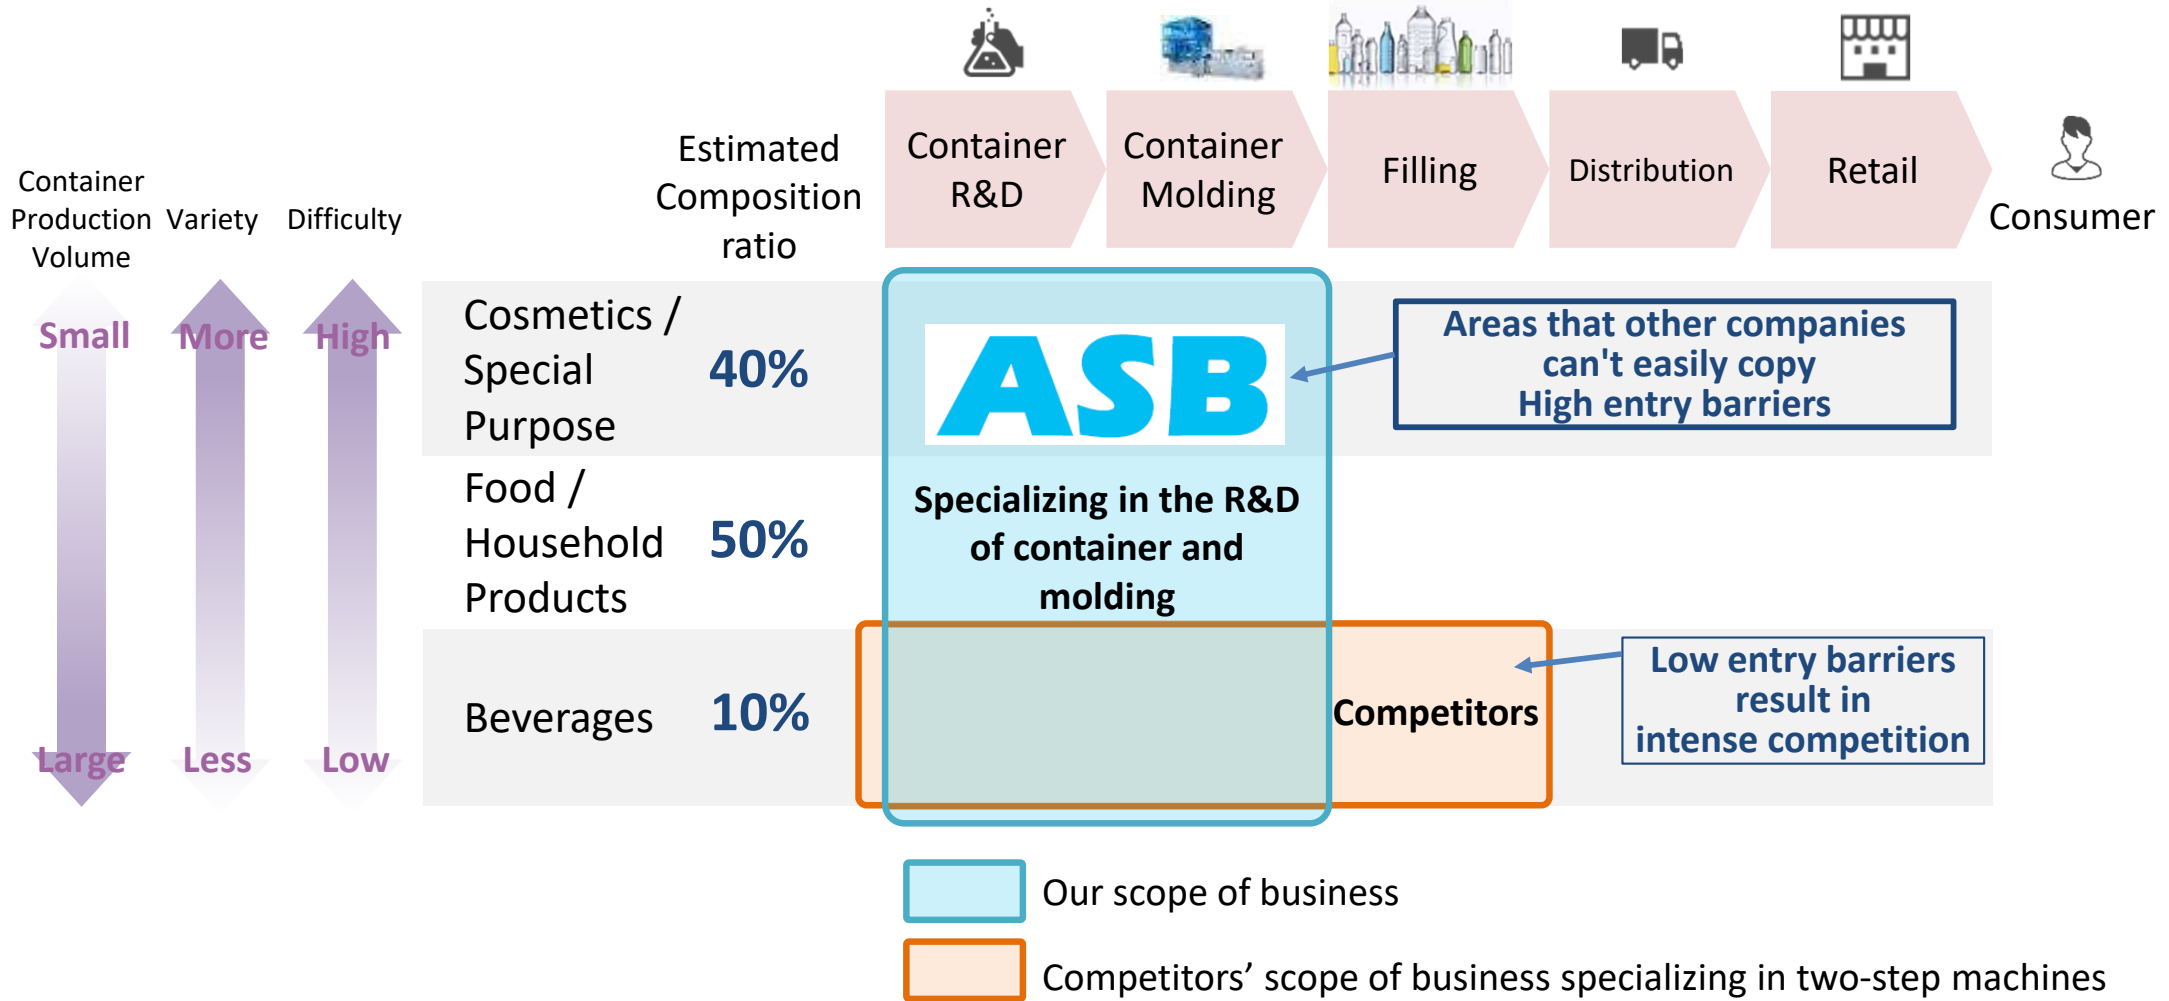 Container
Production
Volume
Variety
Difficulty
Estimated
Composition
ratio
Container
R&D
Container
Molding
Filling
Distribution
Retail
Consumer
Small
More
High
Large
Less
Low
Cosmetics /
Special
Purpose
40%
Food /
Household
Products
50%
Beverages
10%
ASB
Specializing in the R&D
of container and
molding
Areas that other companies
can't easily copy
High entry barriers
Competitors
Low entry barriers
result in
intense competition
Our scope of business
Competitors’ scope of business specializing in two-step machines